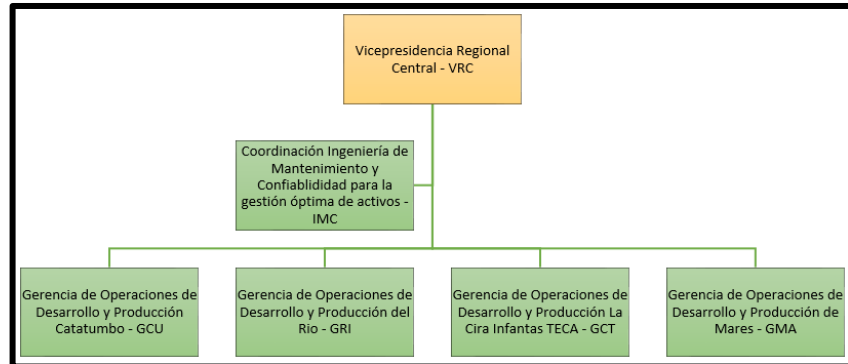 Vicepresidencia Regional
Central - VRC
Coordinación Ingeniería de
Mantenimiento y
Confiablididad para la
gestión óptima de activos -
IMC
Gerencia de Operaciones de
Desarrollo y Producción
Catatumbo - GCU
Gerencia de Operaciones de
Desarrollo y Producción del
Rio - GRI
Gerencia de Operaciones de
Desarrollo y Producción La
Cira Infantas TECA - GCT
Gerencia de Operaciones de
Desarrollo y Producción de
Mares - GMA